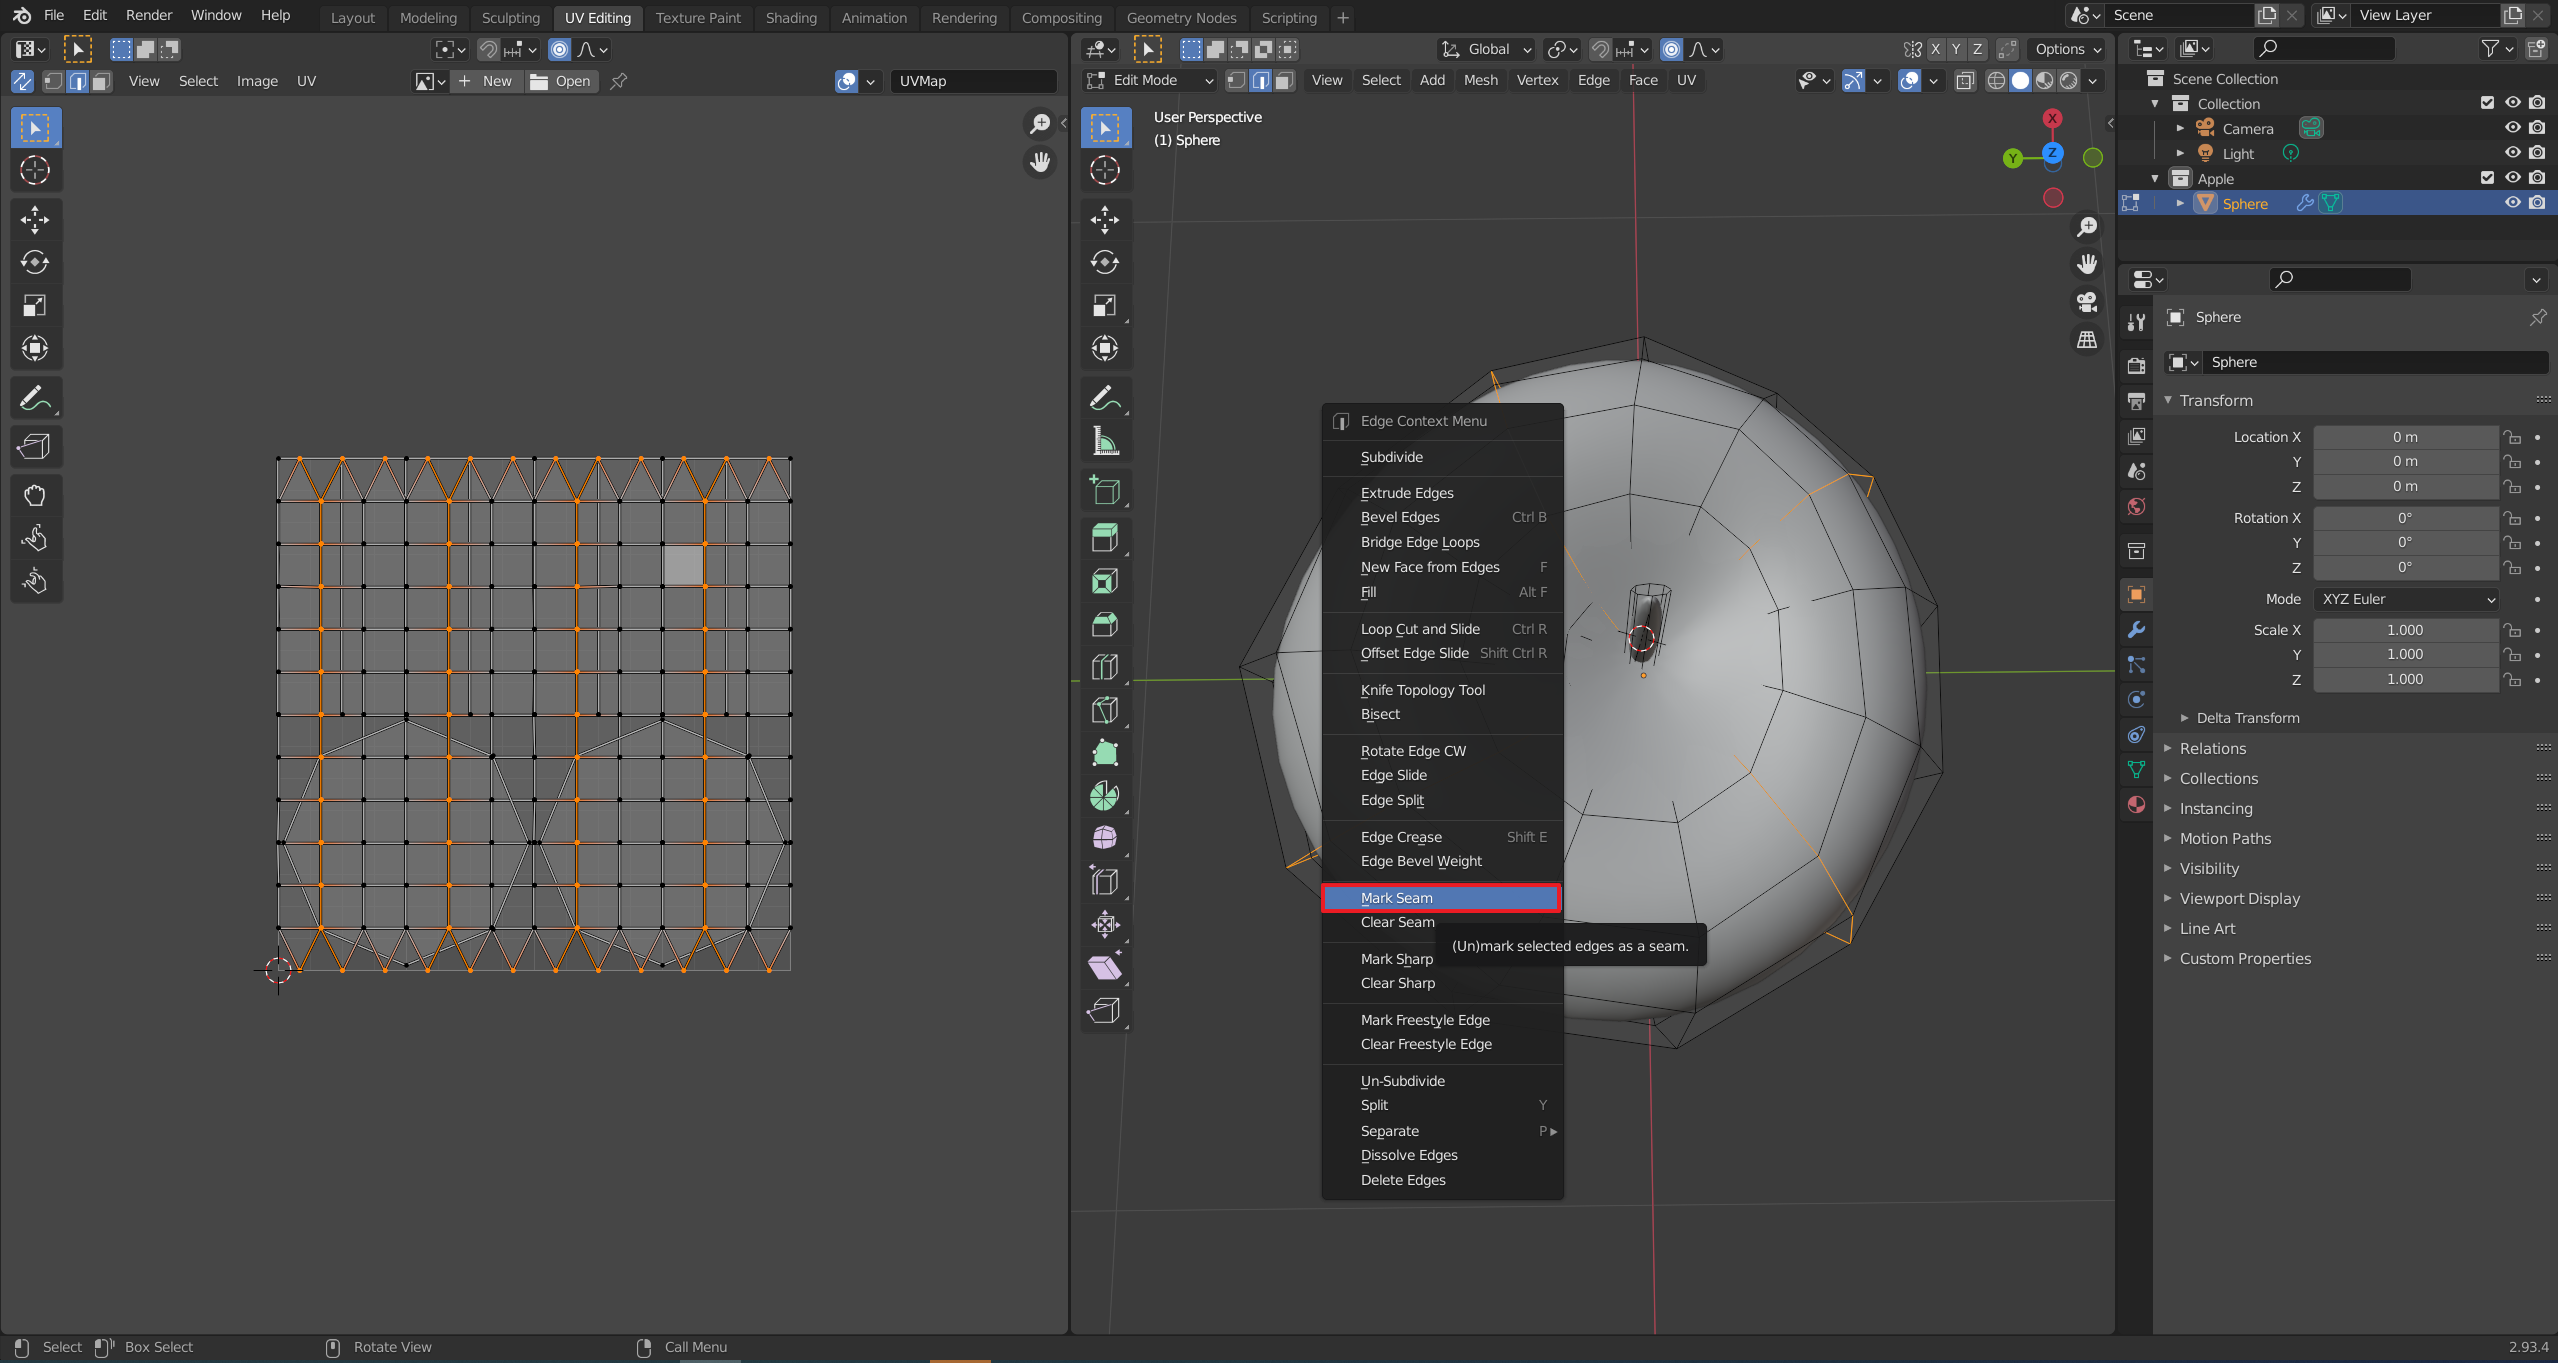 File Edit Render Window Help Layout Modeling Sculpting UV Editing Texture Paint Shading Animation Rendering Compositing Geometry Nodes Scripting + Scene View Layer
Global X Y Z Options
View Select Image UV + New Open UVMap
Edit Mode View Select Add Mesh Vertex Edge Face UV
User Perspective
(1) Sphere
X
Y
Z
Edge Context Menu
Subdivide
Extrude Edges
Bevel Edges Ctrl B
Bridge Edge Loops
New Face from Edges F
Fill Alt F
Loop Cut and Slide Ctrl R
Offset Edge Slide Shift Ctrl R
Knife Topology Tool
Bisect
Rotate Edge CW
Edge Slide
Edge Split
Edge Crease Shift E
Edge Bevel Weight
Mark Seam
Clear Seam
(Un)mark selected edges as a seam.
Mark Sharp
Clear Sharp
Mark Freestyle Edge
Clear Freestyle Edge
Un-Subdivide
Split Y
Separate P
Dissolve Edges
Delete Edges
Scene Collection
Collection
Camera
Light
Apple
Sphere
Sphere
Sphere
Transform
Location X 0 m
Y 0 m
Z 0 m
Rotation X 0°
Y 0°
Z 0°
Mode XYZ Euler
Scale X 1.000
Y 1.000
Z 1.000
Delta Transform
Relations
Collections
Instancing
Motion Paths
Visibility
Viewport Display
Line Art
Custom Properties
Select Box Select Rotate View Call Menu 2.93.4